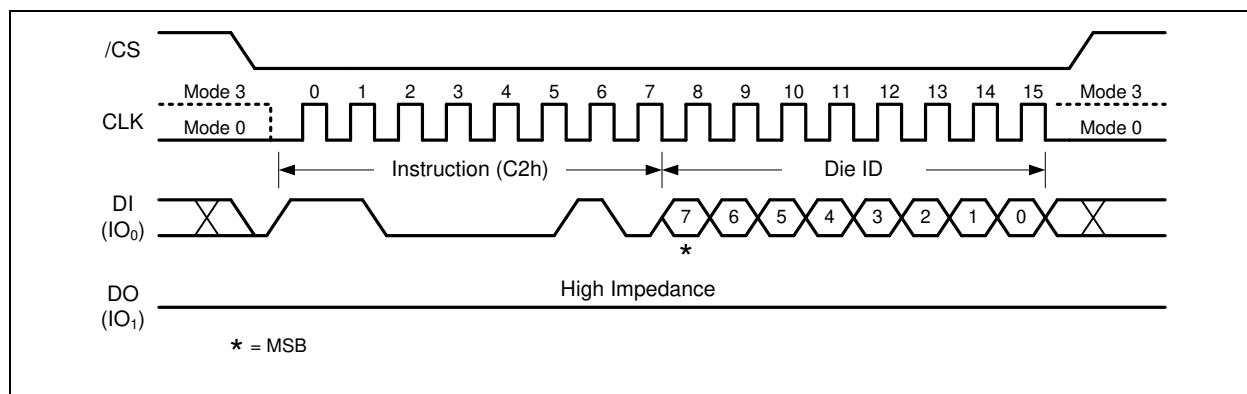 /CS
Mode 3 0 1 2 3 4 5 6 7 8 9 10 11 12 13 14 15 Mode 3
CLK
Mode 0 Mode 0
Instruction (C2h) Die ID
DI
(IO₀)
7 6 5 4 3 2 1 0
*
High Impedance
DO
(IO₁)
* = MSB